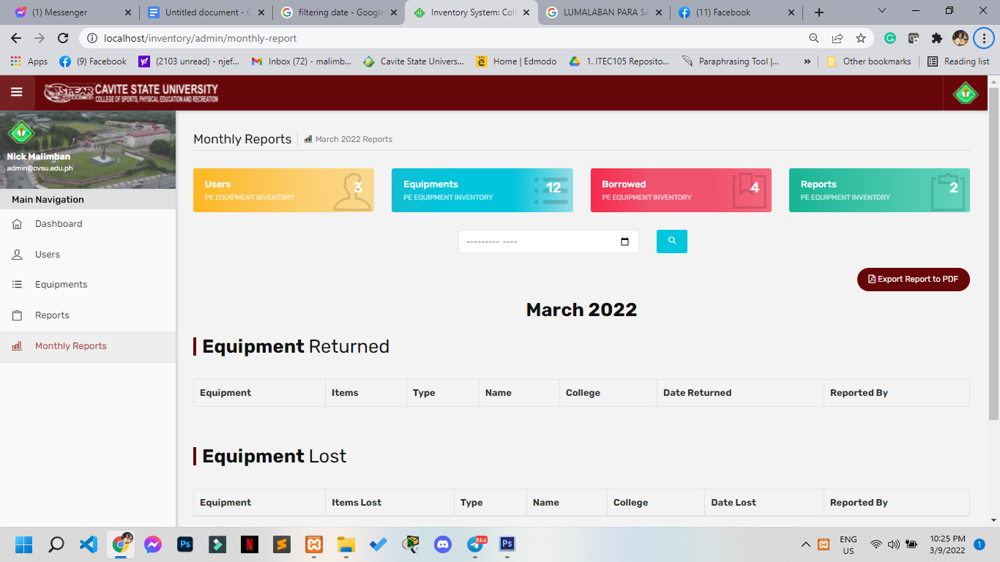 (1) Messenger
Untitled document - G
filtering date - Google
Inventory System: Coll
LUMALABAN PARA SA
(11) Facebook
localhost/inventory/admin/monthly-report
Apps
(9) Facebook
(2103 unread) - njef...
Inbox (72) - malimb...
Cavite State Univers...
Home | Edmodo
1. ITEC105 Reposito...
Paraphrasing Tool |...
»
Other bookmarks
Reading list
SPEAR
CAVITE STATE UNIVERSITY
COLLEGE OF SPORTS, PHYSICAL EDUCATION AND RECREATION
Nick Malimban
admin@cvsu.edu.ph
Main Navigation
Dashboard
Users
Equipments
Reports
Monthly Reports
Monthly Reports
March 2022 Reports
Users
PE EQUIPMENT INVENTORY
3
Equipments
PE EQUIPMENT INVENTORY
12
Borrowed
PE EQUIPMENT INVENTORY
4
Reports
PE EQUIPMENT INVENTORY
2
--------- ----
Export Report to PDF
March 2022
Equipment Returned
Equipment Items Type Name College Date Returned Reported By
Equipment Lost
Equipment Items Lost Type Name College Date Lost Reported By
Ps
N
864
Ps
ENG
US
10:25 PM
3/9/2022
1